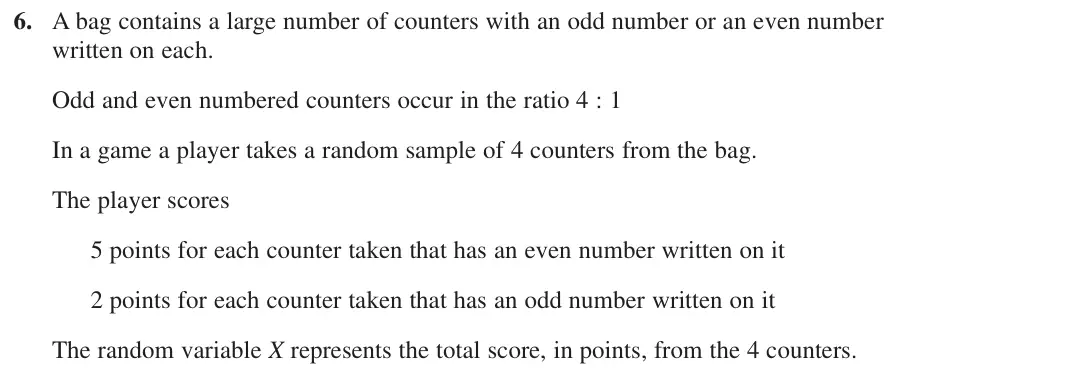 6. A bag contains a large number of counters with an odd number or an even number
written on each.
Odd and even numbered counters occur in the ratio 4 : 1
In a game a player takes a random sample of 4 counters from the bag.
The player scores
5 points for each counter taken that has an even number written on it
2 points for each counter taken that has an odd number written on it
The random variable X represents the total score, in points, from the 4 counters.